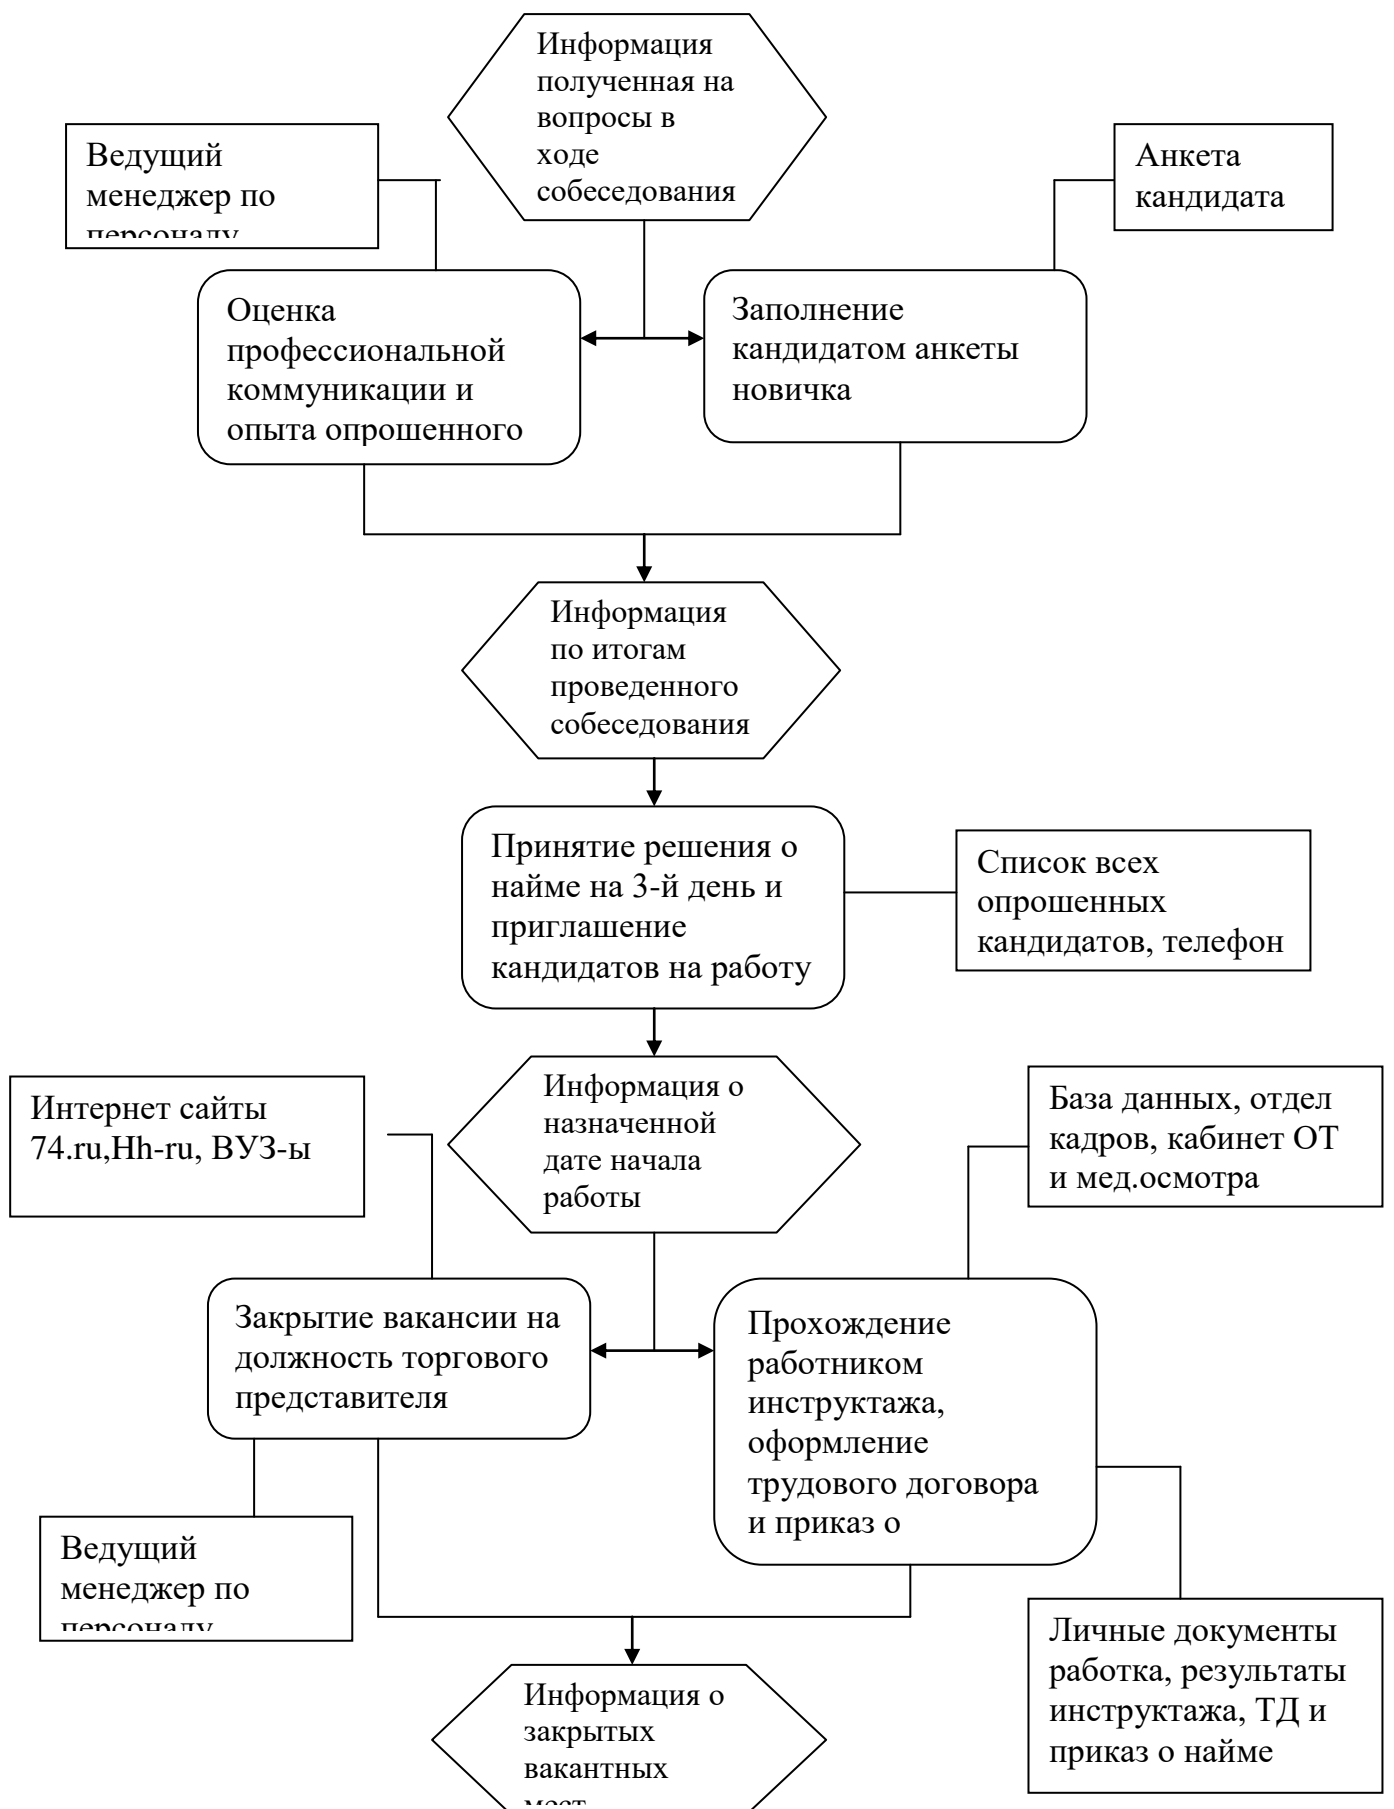 Информация
полученная на
вопросы в
ходе
собеседования
Ведущий
менеджер по
персоналу
Анкета
кандидата
Оценка
профессиональной
коммуникации и
опыта опрошенного
Заполнение
кандидатом анкеты
новичка
Информация
по итогам
проведенного
собеседования
Принятие решения о
найме на 3-й день и
приглашение
кандидатов на работу
Список всех
опрошенных
кандидатов, телефон
Информация о
назначенной
дате начала
работы
Интернет сайты
74.ru,Hh-ru, ВУЗ-ы
База данных, отдел
кадров, кабинет ОТ
и мед.осмотра
Закрытие вакансии на
должность торгового
представителя
Прохождение
работником
инструктажа,
оформление
трудового договора
и приказ о
Ведущий
менеджер по
персоналу
Личные документы
работка, результаты
инструктажа, ТД и
приказ о найме
Информация о
закрытых
вакантных
мест